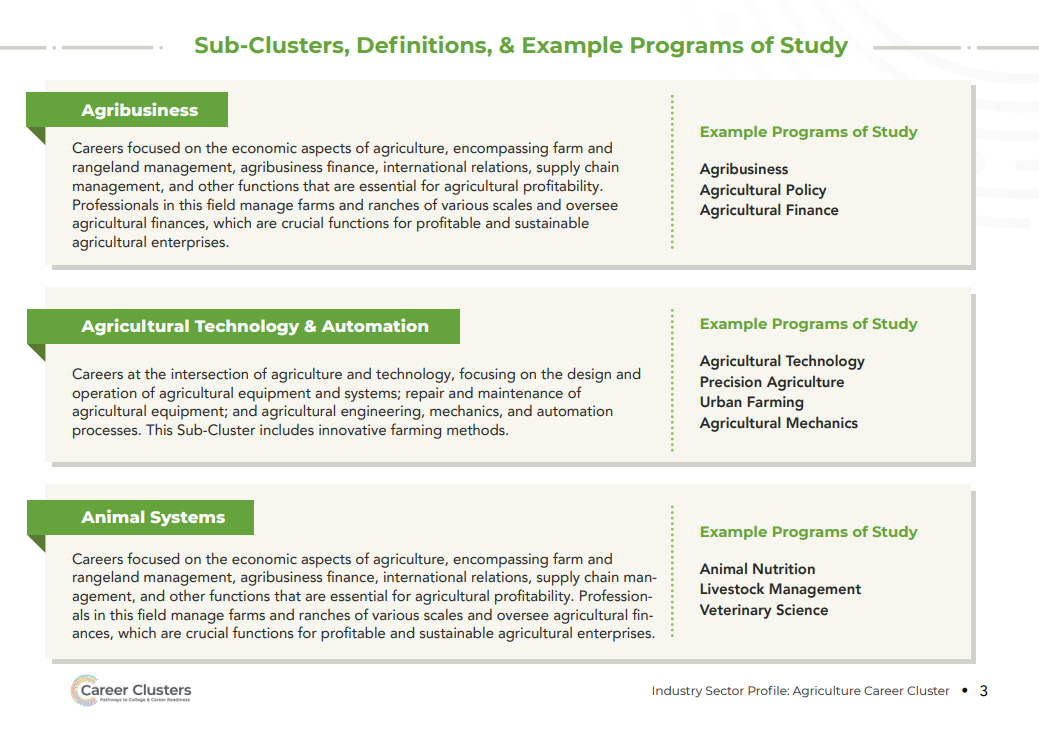 Sub-Clusters, Definitions, & Example Programs of Study
Agribusiness
Careers focused on the economic aspects of agriculture, encompassing farm and
rangeland management, agribusiness finance, international relations, supply chain
management, and other functions that are essential for agricultural profitability.
Professionals in this field manage farms and ranches of various scales and oversee
agricultural finances, which are crucial functions for profitable and sustainable
agricultural enterprises.
Example Programs of Study
Agribusiness
Agricultural Policy
Agricultural Finance
Agricultural Technology & Automation
Careers at the intersection of agriculture and technology, focusing on the design and
operation of agricultural equipment and systems; repair and maintenance of
agricultural equipment; and agricultural engineering, mechanics, and automation
processes. This Sub-Cluster includes innovative farming methods.
Example Programs of Study
Agricultural Technology
Precision Agriculture
Urban Farming
Agricultural Mechanics
Animal Systems
Careers focused on the economic aspects of agriculture, encompassing farm and
rangeland management, agribusiness finance, international relations, supply chain man-
agement, and other functions that are essential for agricultural profitability. Profession-
als in this field manage farms and ranches of various scales and oversee agricultural fin-
ances, which are crucial functions for profitable and sustainable agricultural enterprises.
Example Programs of Study
Animal Nutrition
Livestock Management
Veterinary Science
Career Clusters
Pathways to College & Career Readiness
Industry Sector Profile: Agriculture Career Cluster • 3